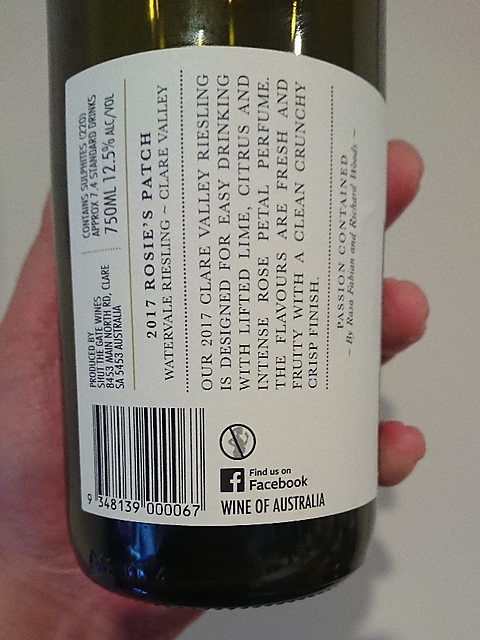 CONTAINS SULPHITES (220)
APPROX 7.4 STANDARD DRINKS
750ML 12.5% ALC/VOL
PRODUCED BY
SHUT THE GATE WINES
8453 MAIN NORTH RD, CLARE
SA 5453 AUSTRALIA
2017 ROSIE'S PATCH
WATERVALE RIESLING ~ CLARE VALLEY
OUR 2017 CLARE VALLEY RIESLING
IS DESIGNED FOR EASY DRINKING
WITH LIFTED LIME, CITRUS AND
INTENSE ROSE PETAL PERFUME.
THE FLAVOURS ARE FRESH AND
FRUITY WITH A CLEAN CRUNCHY
CRISP FINISH.
PASSION CONTAINED
~ By Rasa Fabian and Richard Woods ~
9 348139 000067
Find us on
Facebook
WINE OF AUSTRALIA